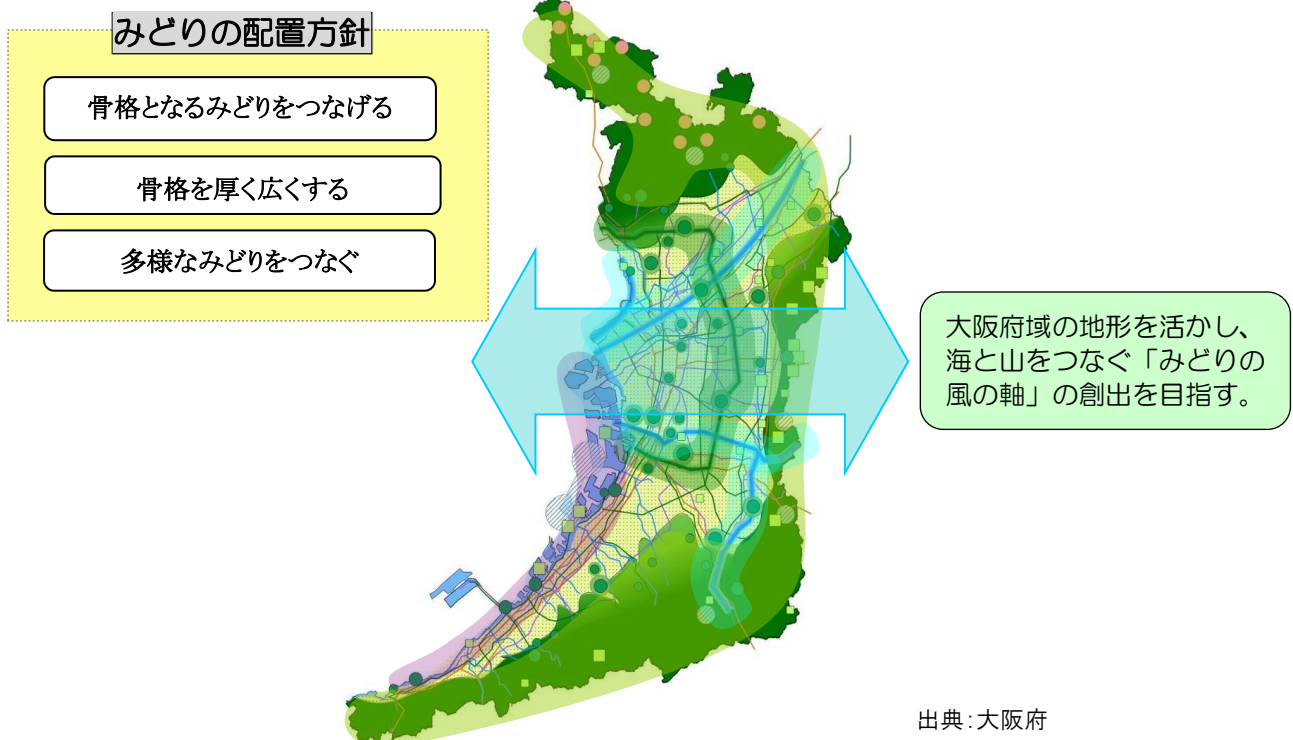 みどりの配置方針
骨格となるみどりをつなげる
骨格を厚く広くする
多様なみどりをつなぐ
大阪府域の地形を活かし、
海と山をつなぐ「みどりの
風の軸」の創出を目指す。
出典:大阪府